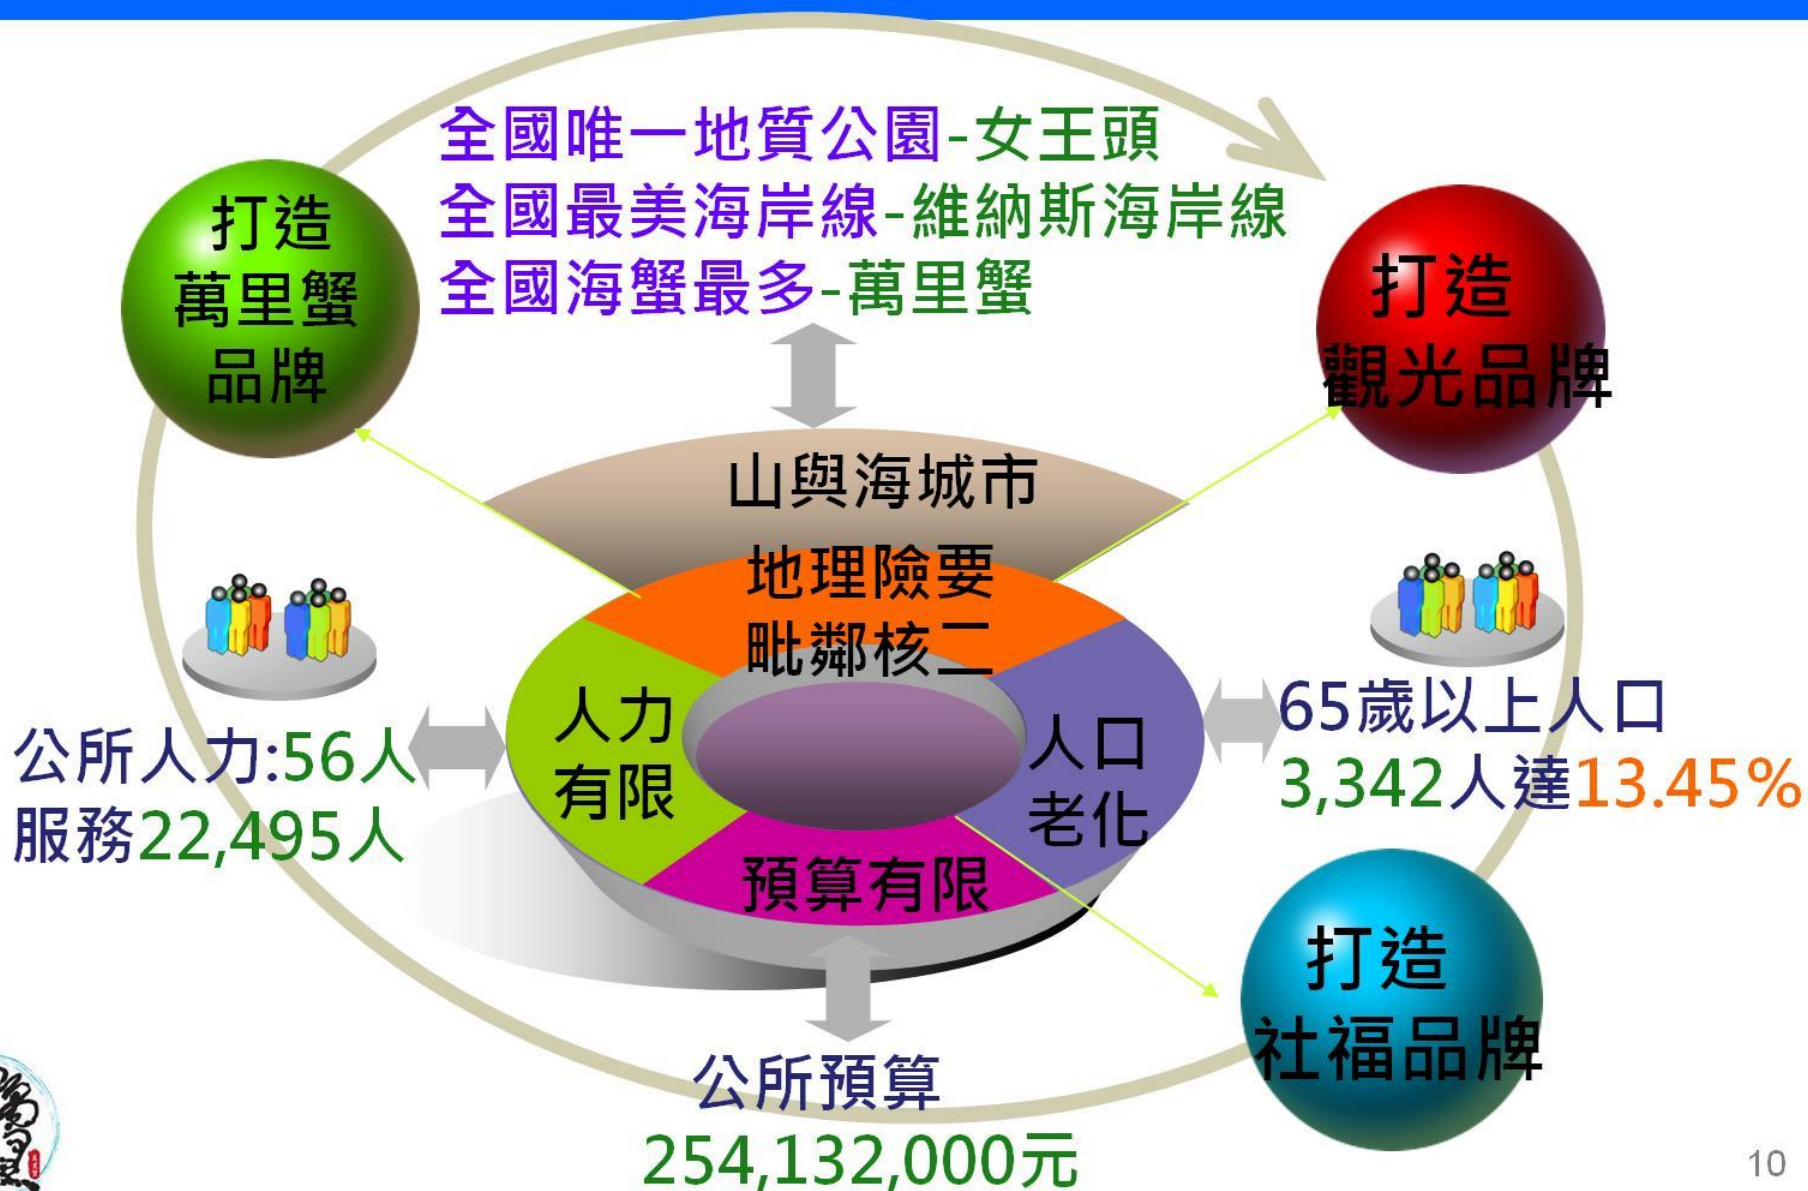 全國唯一地質公園-女王頭
全國最美海岸線-維納斯海岸線
全國海蟹最多-萬里蟹
打造
萬里蟹
品牌
打造
觀光品牌
山與海城市
地理險要
毗鄰核二
人力
有限
人口
老化
預算有限
公所人力:56人
服務22,495人
65歲以上人口
3,342人達13.45%
打造
社福品牌
公所預算
254,132,000元
10